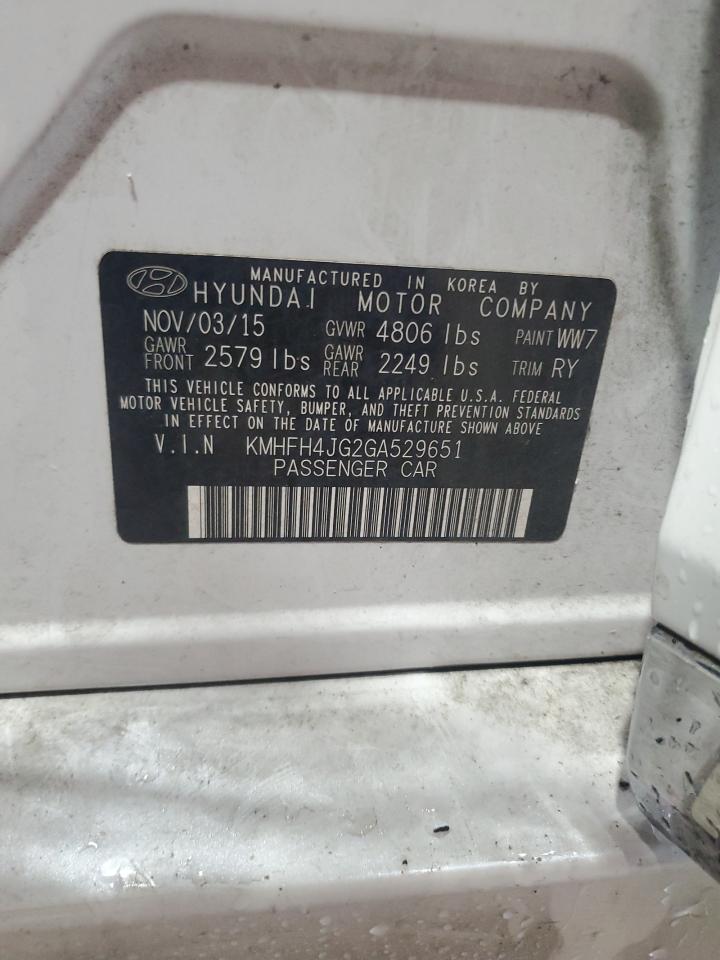 MANUFACTURED IN KOREA BY
HYUNDAI MOTOR COMPANY
NOV/03/15 GVWR 4806 lbs PAINT WW7
GAWR FRONT 2579 lbs GAWR REAR 2249 lbs TRIM RY
THIS VEHICLE CONFORMS TO ALL APPLICABLE U.S.A. FEDERAL
MOTOR VEHICLE SAFETY, BUMPER, AND THEFT PREVENTION STANDARDS
IN EFFECT ON THE DATE OF MANUFACTURE SHOWN ABOVE
V.I.N KMHFH4JG2GA529651
PASSENGER CAR